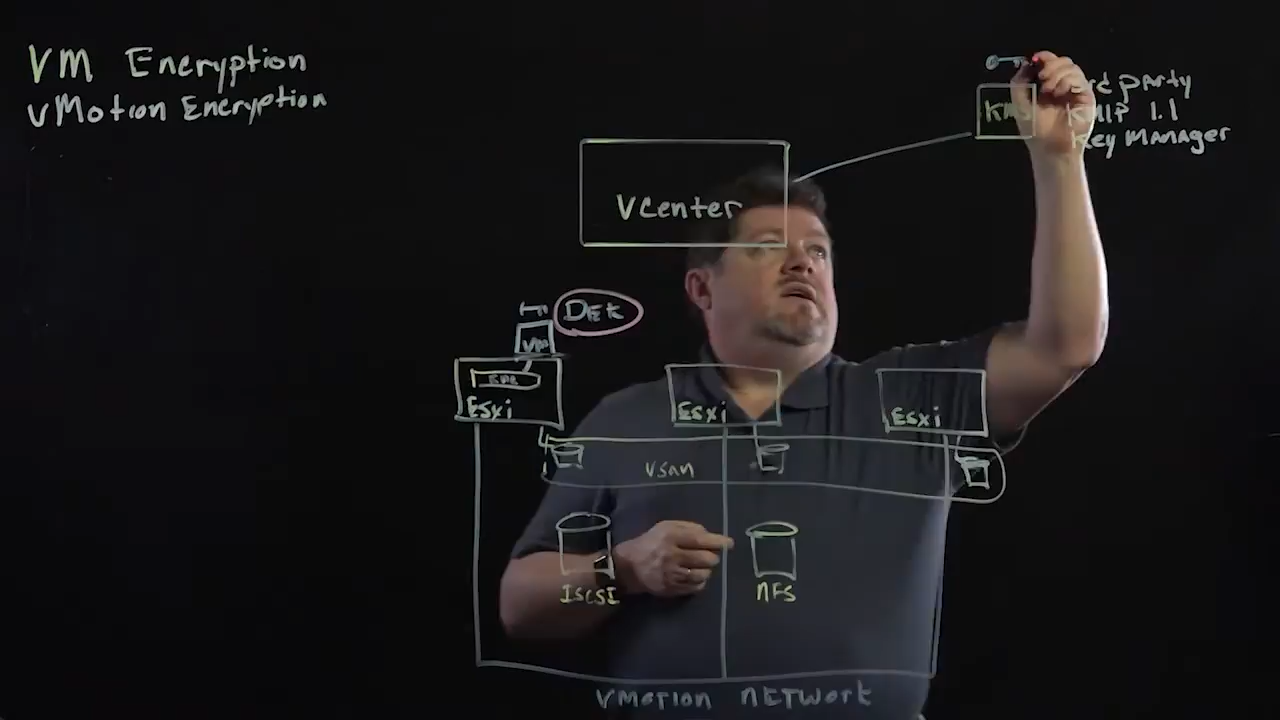 VM Encryption
vMotion Encryption
3rd party
KMS
KMIP 1.1
Key Manager
VCenter
DEK
VM
ESXi
ESXi
ESXi
VSAN
ISCSI
NFS
VMOTION NETWORK